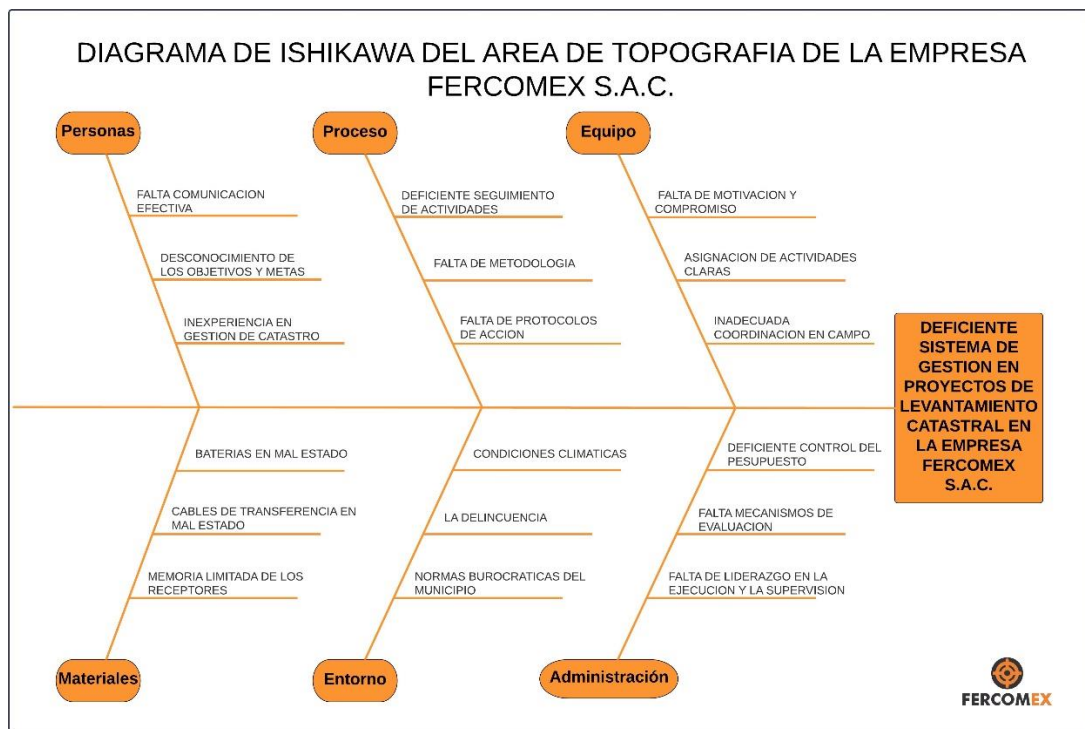 DIAGRAMA DE ISHIKAWA DEL AREA DE TOPOGRAFIA DE LA EMPRESA
FERCOMEX S.A.C.
Personas
Proceso
Equipo
FALTA COMUNICACION
EFECTIVA
DESCONOCIMIENTO DE
LOS OBJETIVOS Y METAS
INEXPERIENCIA EN
GESTION DE CATASTRO
DEFICIENTE SEGUIMIENTO
DE ACTIVIDADES
FALTA DE METODOLOGIA
FALTA DE PROTOCOLOS
DE ACCION
FALTA DE MOTIVACION Y
COMPROMISO
ASIGNACION DE ACTIVIDADES
CLARAS
INADECUADA
COORDINACION EN CAMPO
DEFICIENTE
SISTEMA DE
GESTION EN
PROYECTOS DE
LEVANTAMIENTO
CATASTRAL EN
LA EMPRESA
FERCOMEX
S.A.C.
BATERIAS EN MAL ESTADO
CABLES DE TRANSFERENCIA EN
MAL ESTADO
MEMORIA LIMITADA DE LOS
RECEPTORES
CONDICIONES CLIMATICAS
LA DELINCUENCIA
NORMAS BUROCRATICAS DEL
MUNICIPIO
DEFICIENTE CONTROL DEL
PESUPUESTO
FALTA MECANISMOS DE
EVALUACION
FALTA DE LIDERAZGO EN LA
EJECUCION Y LA SUPERVISION
Materiales
Entorno
Administración
FERCOMEX